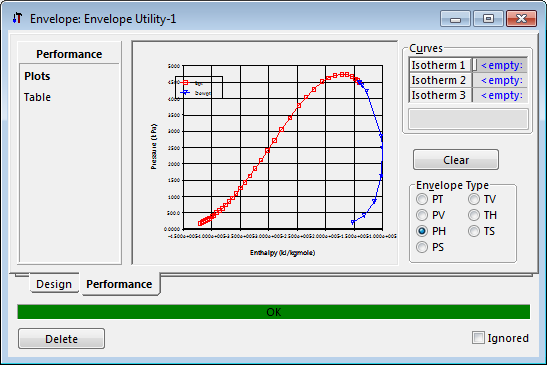 Envelope: Envelope Utility-1
Performance
Plots
Table
5000
4500
4000
3500
3000
2500
2000
1500
1000
500.0
0.0000
Pressure (kPa)
Enthalpy (kJ/kgmole)
Curves
Isotherm 1 <empty>
Isotherm 2 <empty>
Isotherm 3 <empty>
Clear
Envelope Type
PT TV
PV TH
PH TS
PS
Design Performance
OK
Delete
Ignored